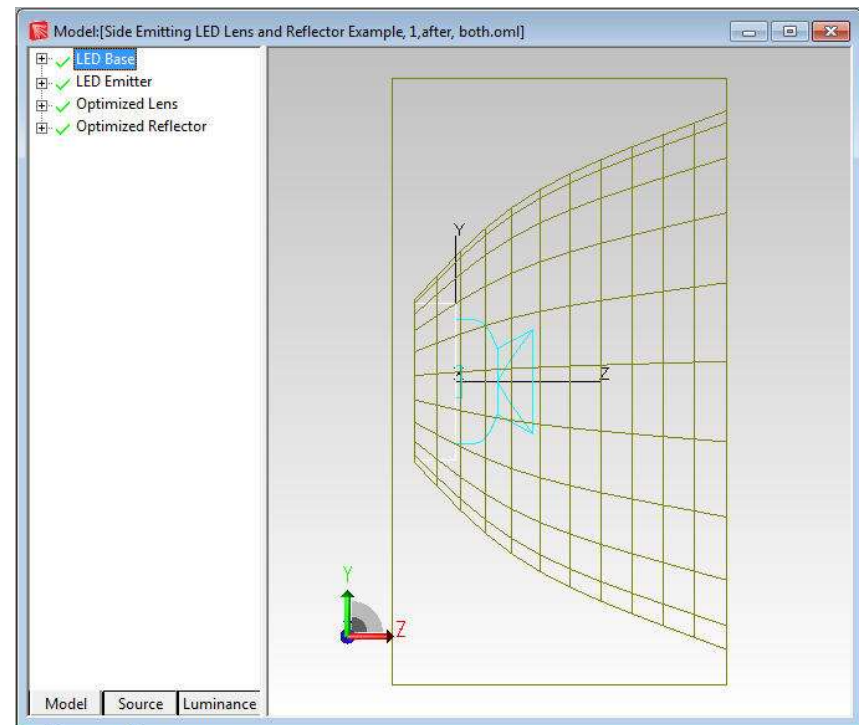 Model:[Side Emitting LED Lens and Reflector Example, 1,after, both.oml]
LED Base
LED Emitter
Optimized Lens
Optimized Reflector
Y
Z
Y
Z
Model Source Luminance